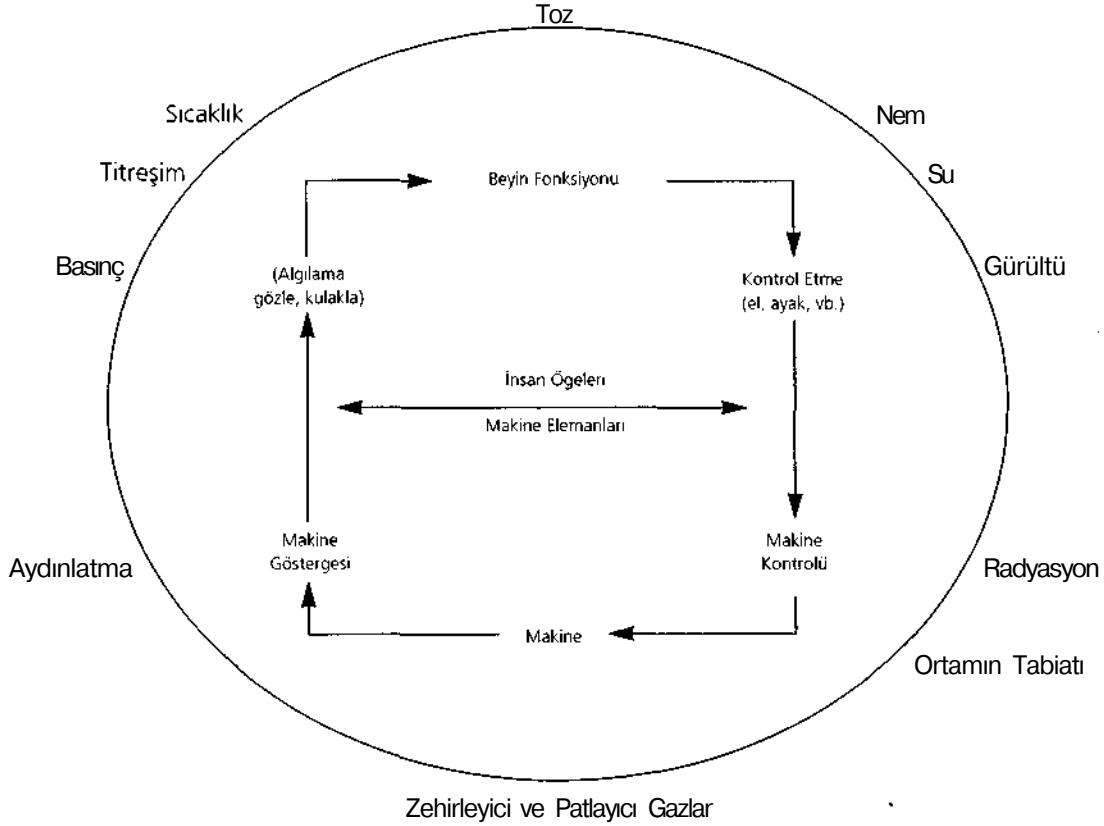 Toz
Sıcaklık
Nem
Titreşim
Su
Beyin Fonksiyonu
Basınç
(Algılama
gözle, kulakla)
Kontrol Etme
(el, ayak, vb.)
Gürültü
İnsan Ögeleri
Makine Elemanları
Makine
Göstergesi
Makine
Kontrolü
Aydınlatma
Radyasyon
Makine
Ortamın Tabiatı
Zehirleyici ve Patlayıcı Gazlar